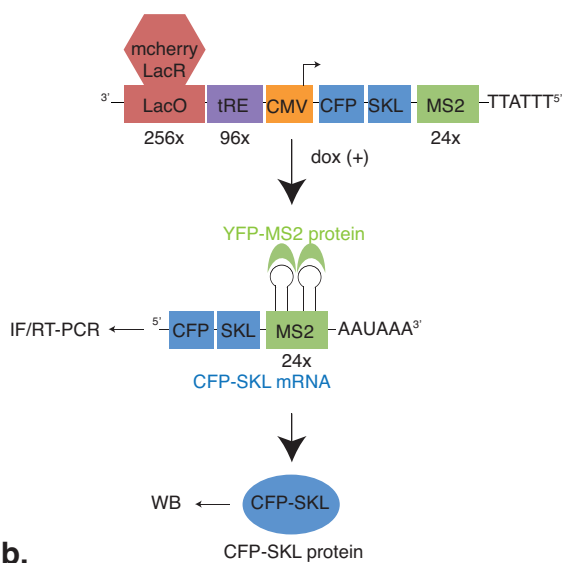 mcherry
LacR
3' LacO tRE CMV CFP SKL MS2 TTATTT5'
256x 96x 24x
dox (+)
YFP-MS2 protein
IF/RT-PCR 5' CFP SKL MS2 AAUAAA3'
24x
CFP-SKL mRNA
WB CFP-SKL
CFP-SKL protein
b.